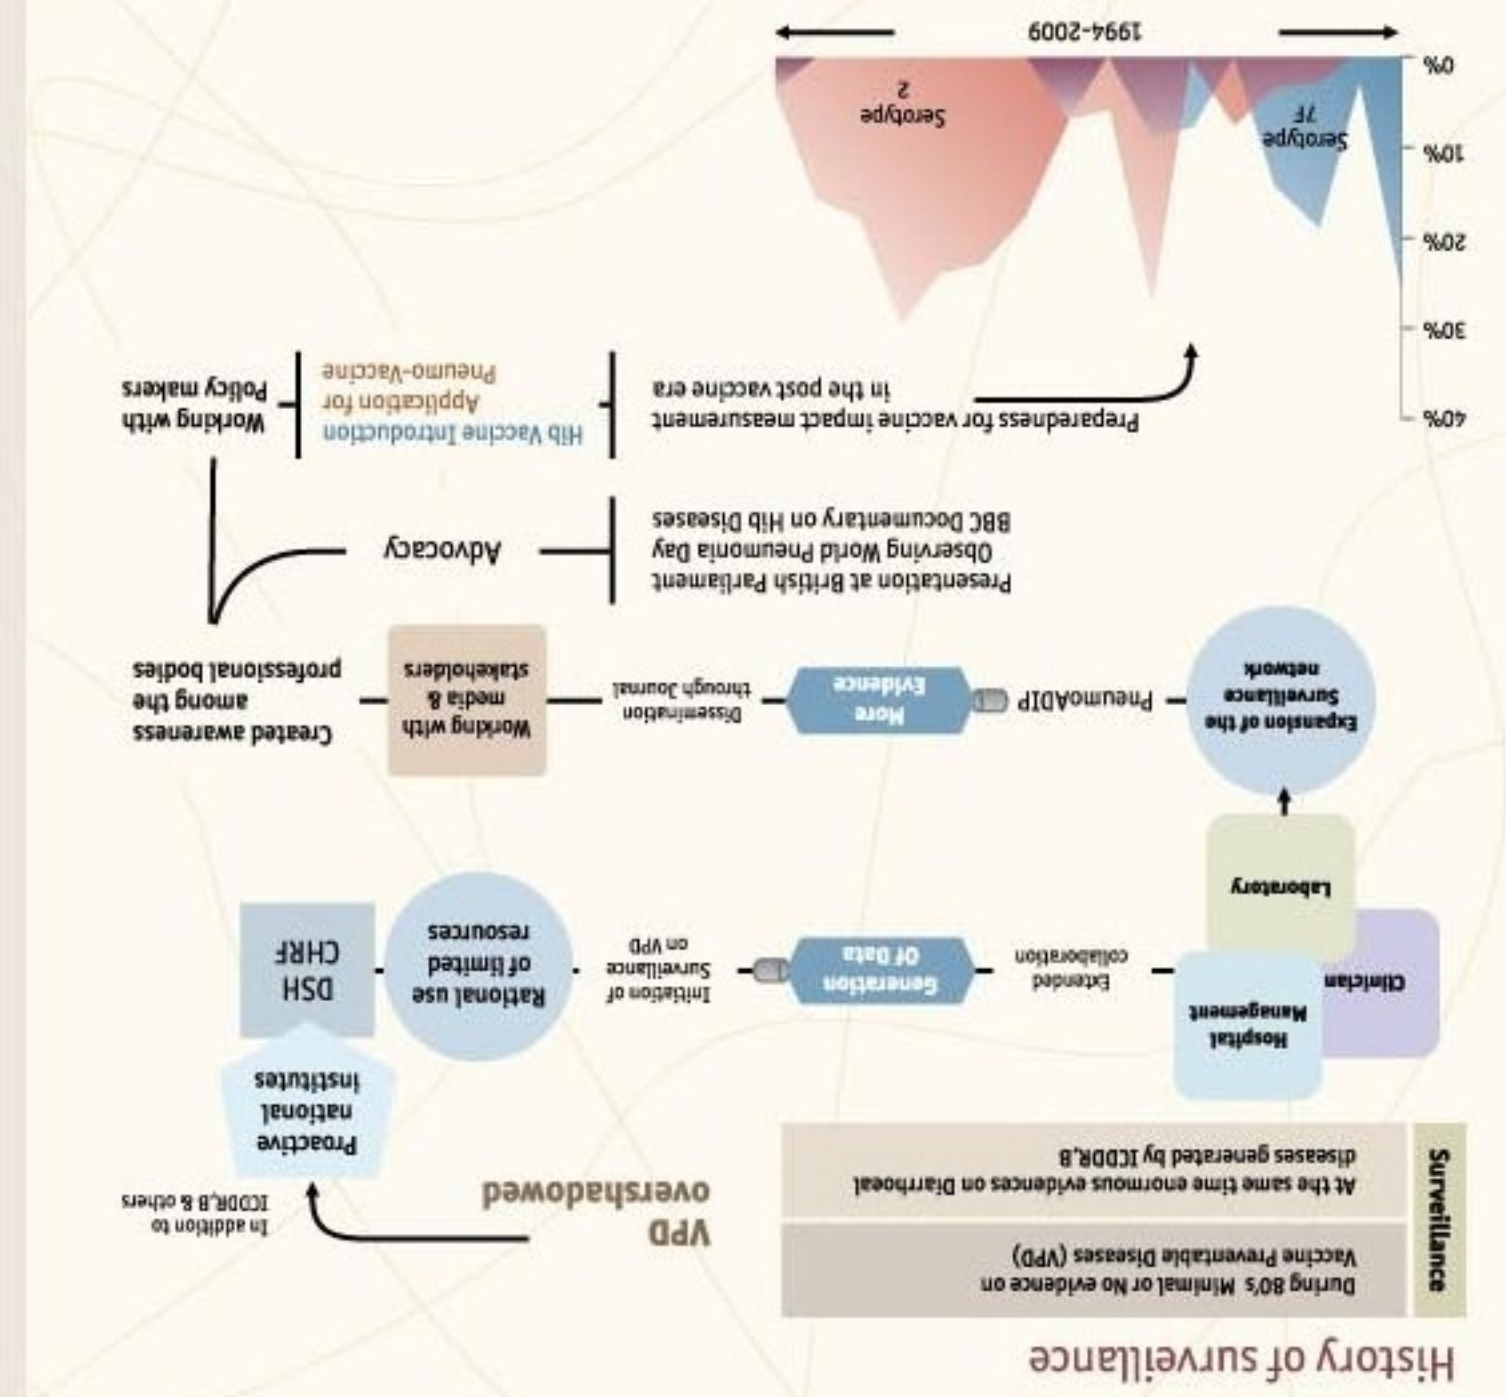 History of surveillance
Surveillance
During 80's Minimal or No evidence on
Vaccine Preventable Diseases (VPD)
At the same time enormous evidences on Diarrhoeal
diseases generated by ICDDR,B
VPD
overshadowed
In addition to
ICDDR,B & others
Proactive
national
institutes
DSH
CHRF
Rational use
of limited
resources
Initiation of
Surveillance
on VPD
Generation
Of Data
Extended
collaboration
Hospital
Management
Clinician
Laboratory
Expansion of the
Surveillance
network
PneumoADIP
More
Evidence
Dissemination
through Journal
Working with
media &
stakeholders
Created awareness
among the
professional bodies
Advocacy
Presentation at British Parliament
Observing World Pneumonia Day
BBC Documentary on Hib Diseases
Working with
Policy makers
Hib Vaccine Introduction
Application for
Pneumo-Vaccine
Preparedness for vaccine impact measurement
in the post vaccine era
40%
30%
20%
10%
0%
Serotype
7F
Serotype
2
1994-2009